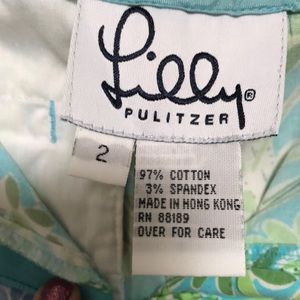 Lilly®
PULITZER
2
97% COTTON
3% SPANDEX
MADE IN HONG KONG
RN 88189
OVER FOR CARE